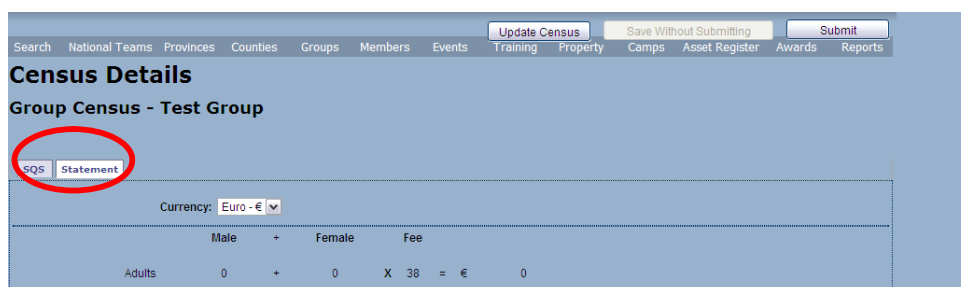 Update Census Save Without Submitting Submit
Search National Teams Provinces Counties Groups Members Events Training Property Camps Asset Register Awards Reports
Census Details
Group Census - Test Group
SQS Statement
Currency: Euro - €
Male + Female Fee
Adults 0 + 0 X 38 = € 0